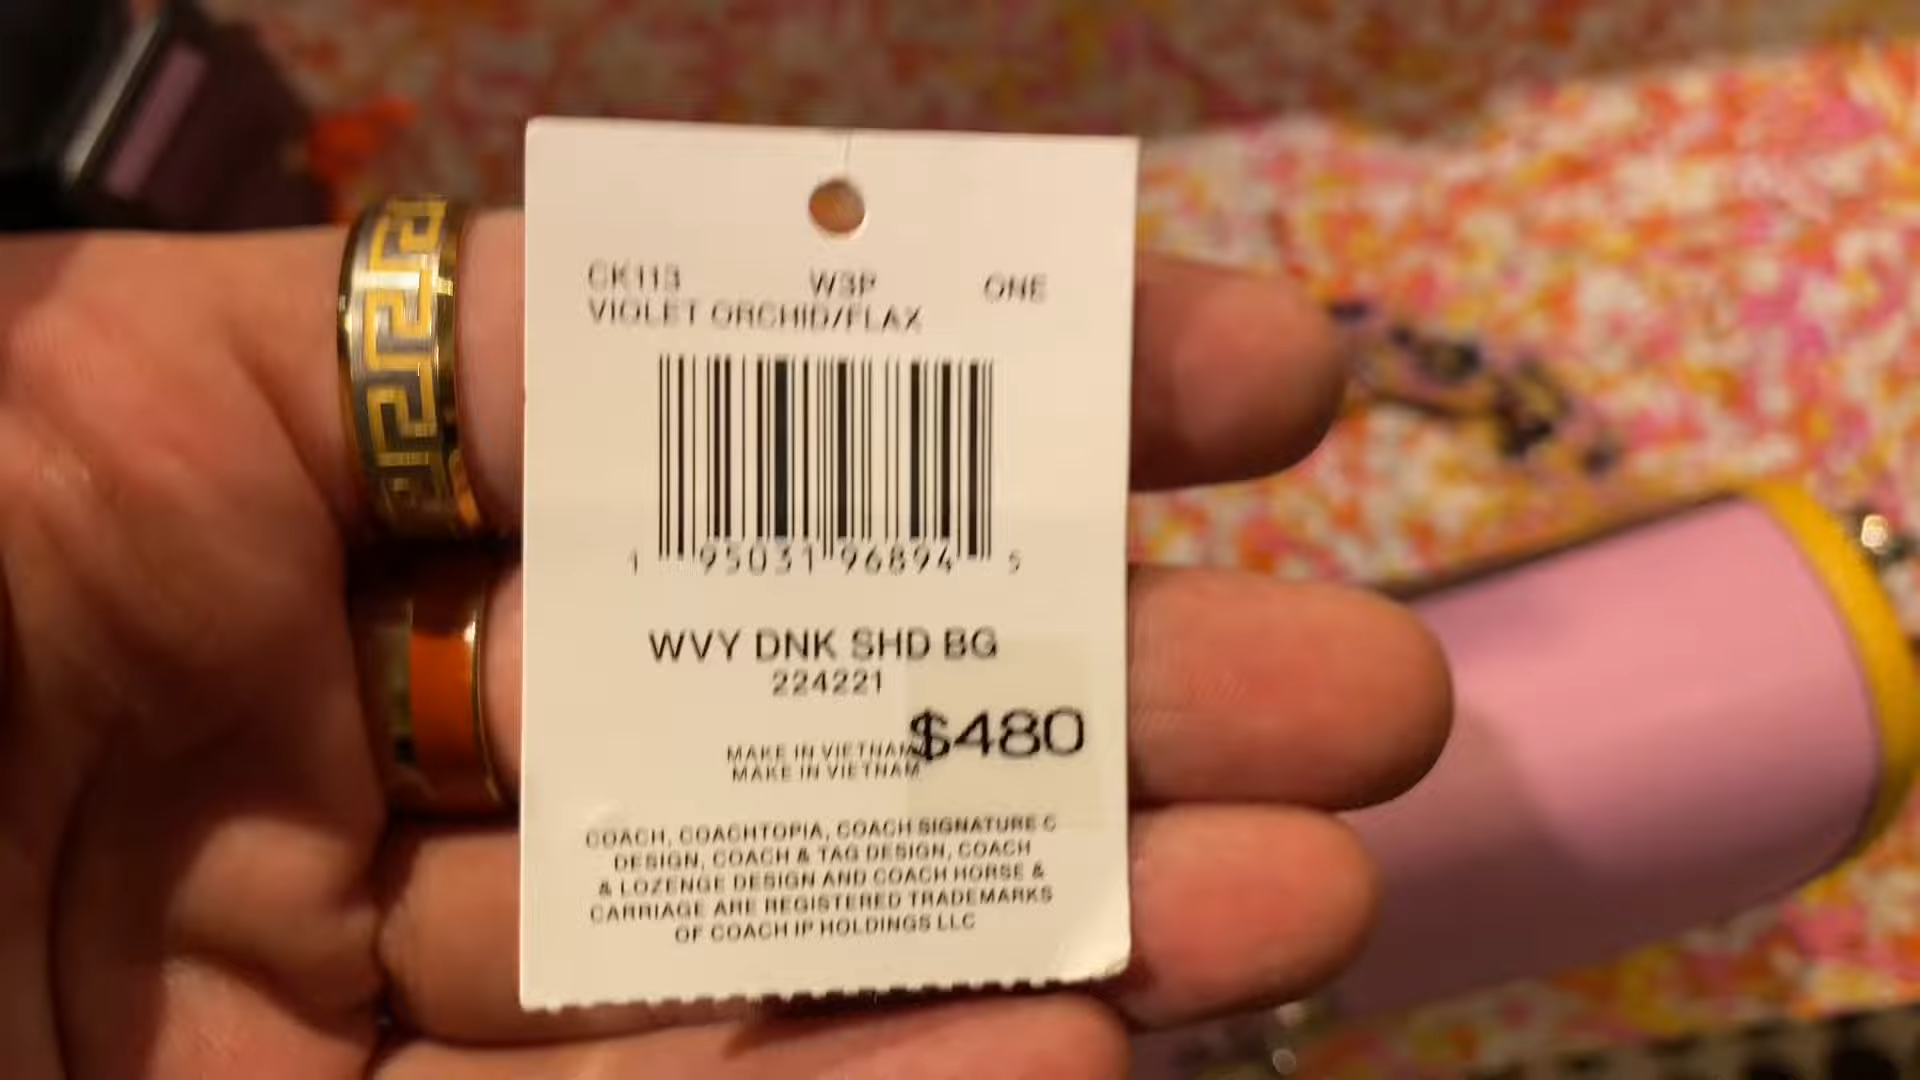 CK113 W3P ONE
VIOLET ORCHID/FLAX
1 95031 96894 5
WVY DNK SHD BG
224221
$480
MAKE IN VIETNAM
MAKE IN VIETNAM
COACH, COACHTOPIA, COACH SIGNATURE C
DESIGN, COACH & TAG DESIGN, COACH
& LOZENGE DESIGN AND COACH HORSE &
CARRIAGE ARE REGISTERED TRADEMARKS
OF COACH IP HOLDINGS LLC